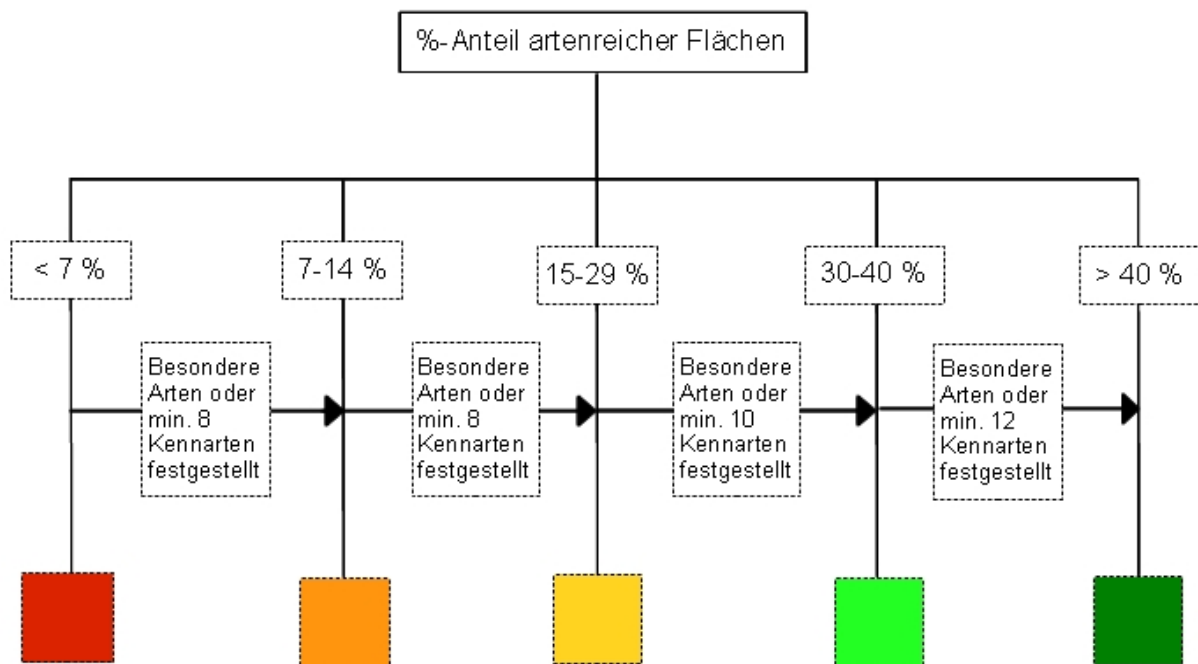 %-Anteil artenreicher Flächen
< 7 %
7-14 %
15-29 %
30-40 %
> 40 %
Besondere
Arten oder
min. 8
Kennarten
festgestellt
Besondere
Arten oder
min. 8
Kennarten
festgestellt
Besondere
Arten oder
min. 10
Kennarten
festgestellt
Besondere
Arten oder
min. 12
Kennarten
festgestellt